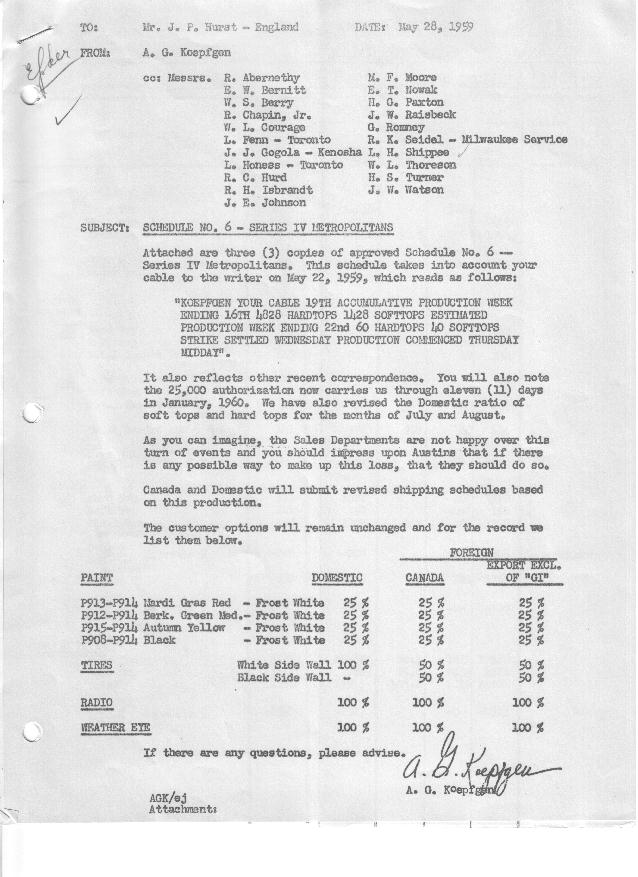 TO: Mr. J. P. Hurst - England DATE: May 28, 1959
FROM: A. G. Koepfgen
cc: Messrs. R. Abernethy M. F. Moore
E. W. Bernitt E. T. Nowak
W. S. Berry H. G. Paxton
R. Chapin, Jr. J. W. Raisbeck
W. L. Courage G. Romney
L. Fenn - Toronto R. K. Seidel - Milwaukee Service
J. J. Gogola - Kenosha L. H. Shippee
L. Honess - Toronto W. L. Thoreson
R. C. Hurd H. S. Turner
R. H. Isbrandt J. W. Watson
J. E. Johnson
SUBJECT: SCHEDULE NO. 6 - SERIES IV METROPOLITANS
Attached are three (3) copies of approved Schedule No. 6 --
Series IV Metropolitans. This schedule takes into account your
cable to the writer on May 22, 1959, which reads as follows:
"KOEPFGEN YOUR CABLE 19TH ACCUMULATIVE PRODUCTION WEEK
ENDING 16TH 4828 HARDTOPS 1428 SOFTTOPS ESTIMATED
PRODUCTION WEEK ENDING 22nd 60 HARDTOPS 40 SOFTTOPS
STRIKE SETTLED WEDNESDAY PRODUCTION COMMENCED THURSDAY
MIDDAY".
It also reflects other recent correspondence. You will also note
the 25,000 authorization now carries us through eleven (11) days
in January, 1960. We have also revised the Domestic ratio of
soft tops and hard tops for the months of July and August.
As you can imagine, the Sales Departments are not happy over this
turn of events and you should impress upon Austins that if there
is any possible way to make up this loss, that they should do so.
Canada and Domestic will submit revised shipping schedules based
on this production.
The customer options will remain unchanged and for the record we
list them below.
FOREIGN
EXPORT EXCL.
PAINT DOMESTIC CANADA OF "GI"
P913-P914 Mardi Gras Red - Frost White 25 % 25 % 25 %
P912-P914 Berk. Green Med.- Frost White 25 % 25 % 25 %
P915-P914 Autumn Yellow - Frost White 25 % 25 % 25 %
P908-P914 Black - Frost White 25 % 25 % 25 %
TIRES White Side Wall 100 % 50 % 50 %
Black Side Wall - 50 % 50 %
RADIO 100 % 100 % 100 %
WEATHER EYE 100 % 100 % 100 %
If there are any questions, please advise.
A. G. Koepfgen
A. G. Koepfgen
AGK/ej
Attachment: